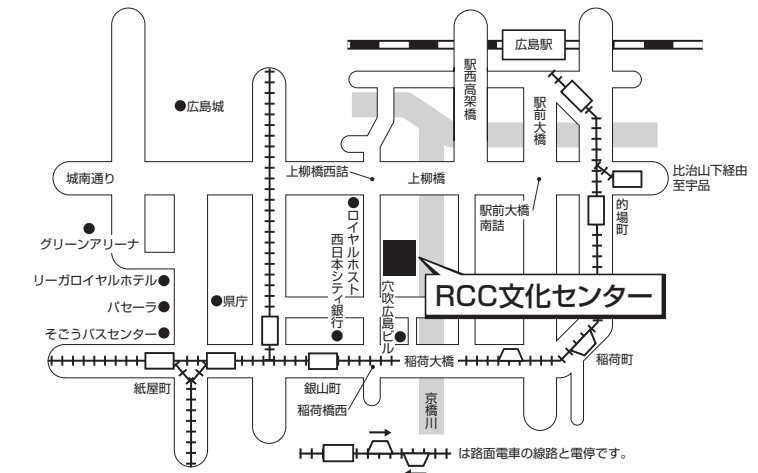 広島駅
駅西高架橋
駅前大橋
広島城
城南通り
上柳橋西詰
上柳橋
比治山下経由
至宇品
的場町
駅前大橋
南詰
グリーンアリーナ
ロイヤルホスト
西日本シティ銀行
リーガロイヤルホテル
パセーラ
そごうバスセンター
県庁
穴吹広島ビル
RCC文化センター
紙屋町
銀山町
稲荷橋西
稲荷大橋
稲荷町
京橋川
は路面電車の線路と電停です。